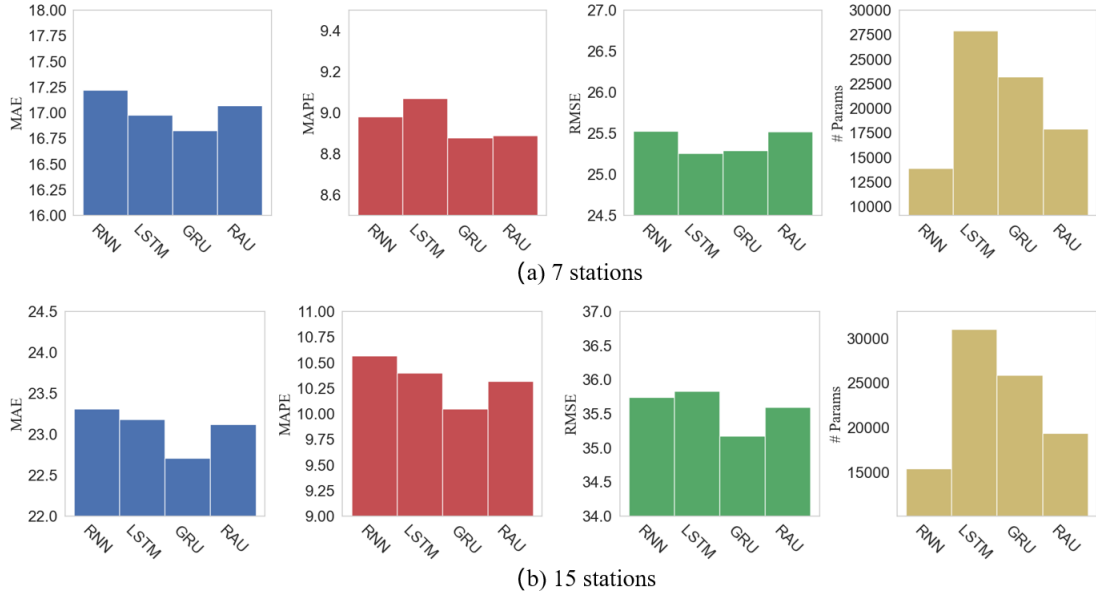 MAE
18.00
17.75
17.50
17.25
17.00
16.75
16.50
16.25
16.00
RNN
LSTM
GRU
RAU
MAPE
9.4
9.2
9.0
8.8
8.6
RNN
LSTM
GRU
RAU
RMSE
27.0
26.5
26.0
25.5
25.0
24.5
RNN
LSTM
GRU
RAU
# Params
30000
27500
25000
22500
20000
17500
15000
12500
10000
RNN
LSTM
GRU
RAU
(a) 7 stations
MAE
24.5
24.0
23.5
23.0
22.5
22.0
RNN
LSTM
GRU
RAU
MAPE
11.00
10.75
10.50
10.25
10.00
9.75
9.50
9.25
9.00
RNN
LSTM
GRU
RAU
RMSE
37.0
36.5
36.0
35.5
35.0
34.5
34.0
RNN
LSTM
GRU
RAU
# Params
30000
25000
20000
15000
RNN
LSTM
GRU
RAU
(b) 15 stations